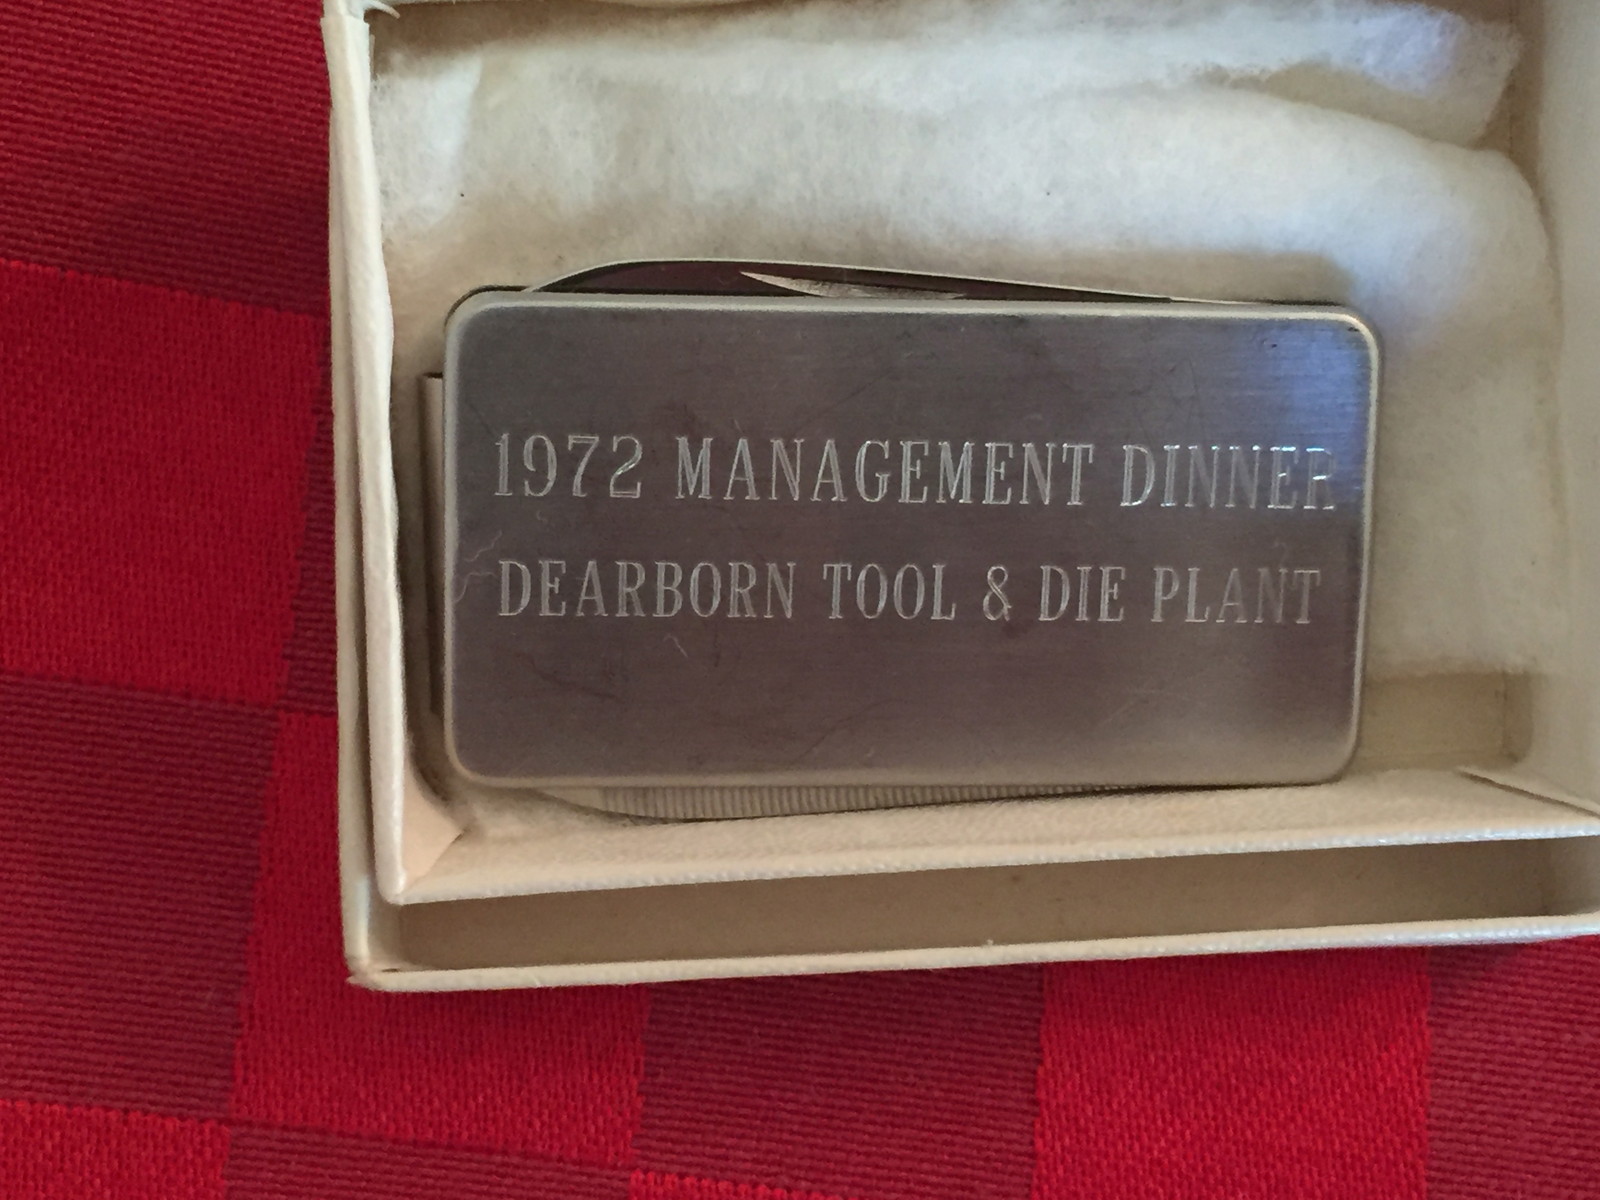 1972 MANAGEMENT DINNER
DEARBORN TOOL & DIE PLANT